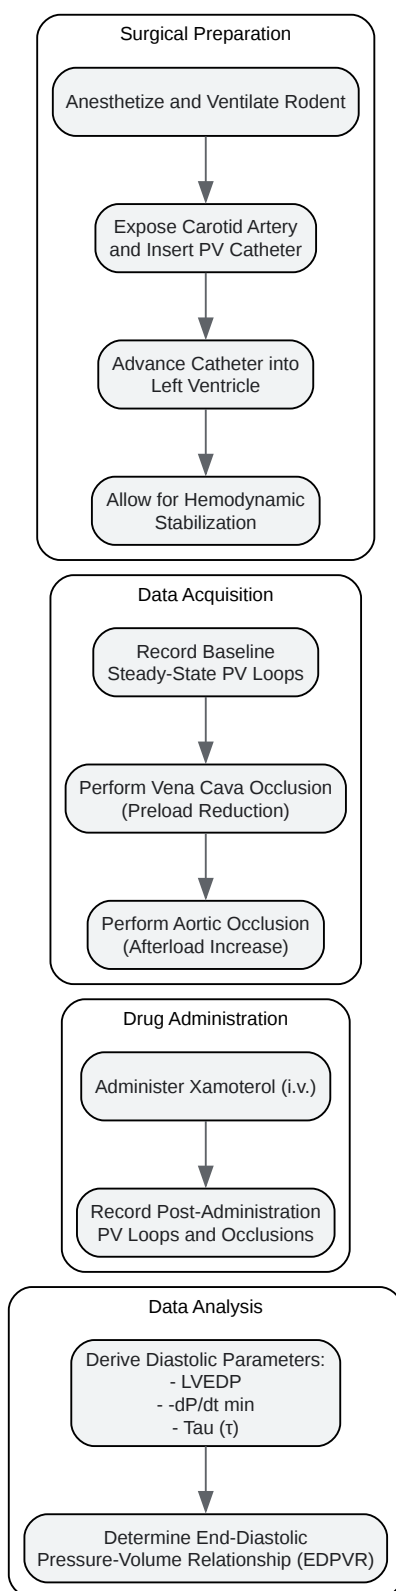 Surgical Preparation
Anesthetize and Ventilate Rodent
Expose Carotid Artery
and Insert PV Catheter
Advance Catheter into
Left Ventricle
Allow for Hemodynamic
Stabilization
Data Acquisition
Record Baseline
Steady-State PV Loops
Perform Vena Cava Occlusion
(Preload Reduction)
Perform Aortic Occlusion
(Afterload Increase)
Drug Administration
Administer Xamoterol (i.v.)
Record Post-Administration
PV Loops and Occlusions
Data Analysis
Derive Diastolic Parameters:
- LVEDP
- -dP/dt min
- Tau (τ)
Determine End-Diastolic
Pressure-Volume Relationship (EDPVR)